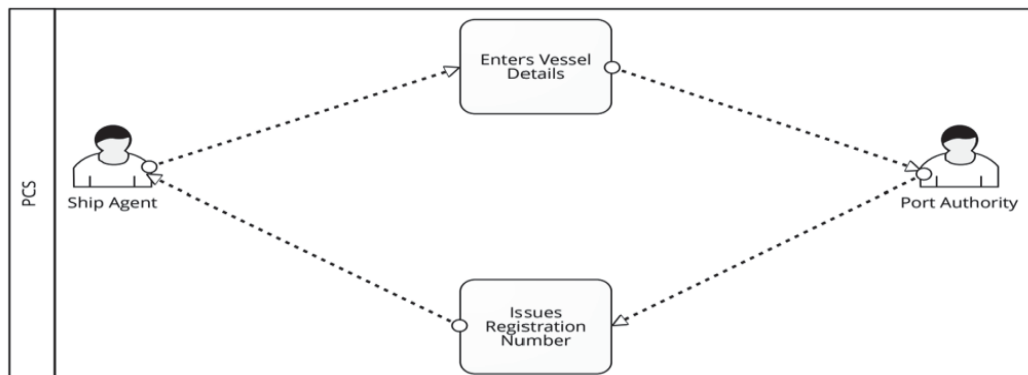 PCS
Enters Vessel
Details
Ship Agent
Port Authority
Issues
Registration
Number